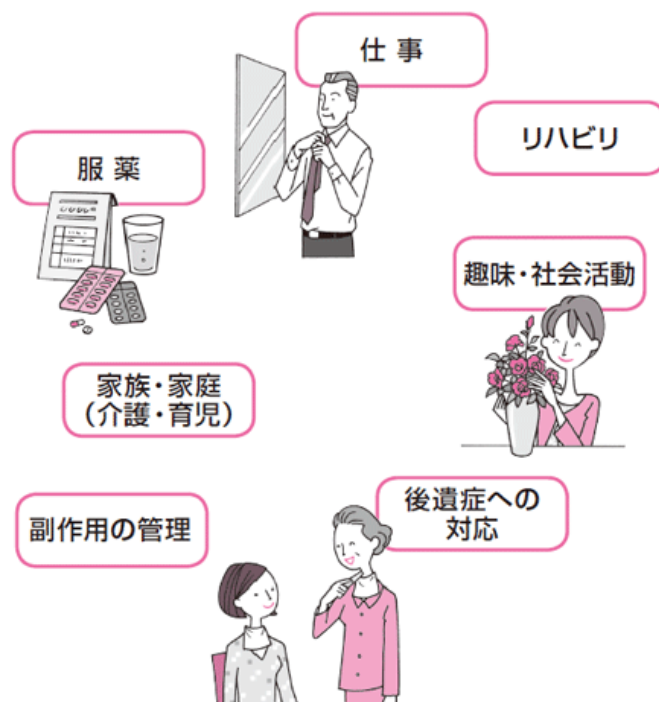 仕事
リハビリ
服薬
趣味・社会活動
家族・家庭
(介護・育児)
後遺症への
対応
副作用の管理